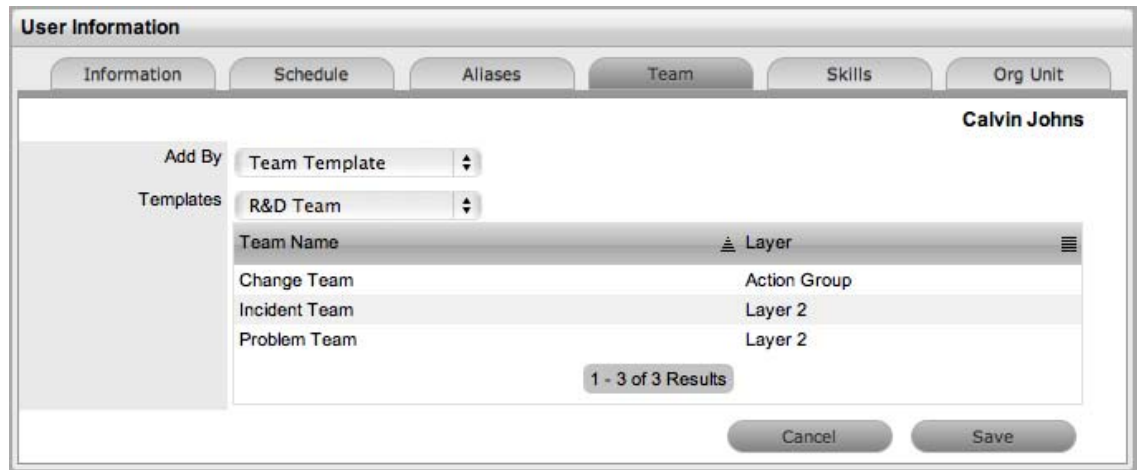 User Information
Information Schedule Aliases Team Skills Org Unit
Calvin Johns
Add By Team Template
Templates R&D Team
Team Name Layer
Change Team Action Group
Incident Team Layer 2
Problem Team Layer 2
1 - 3 of 3 Results
Cancel Save